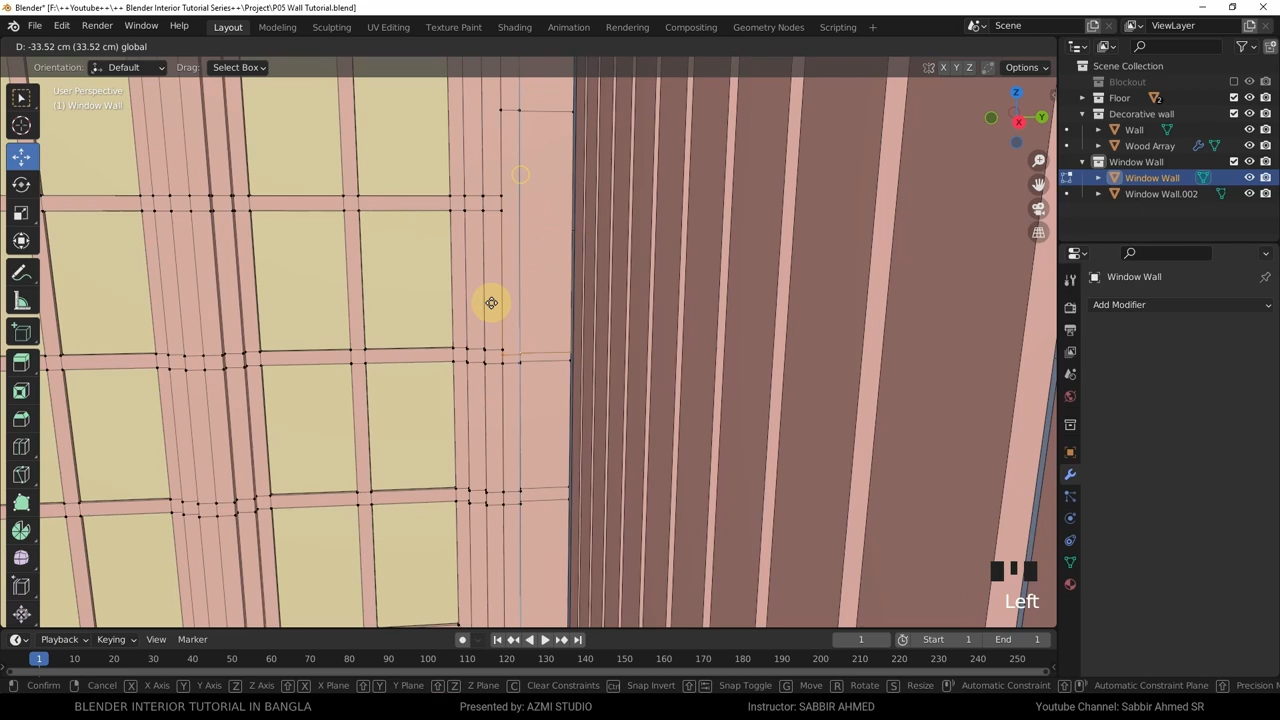 Blender* [F:\++Youtube++\++ Blender Interior Tutorial Series++\Project\P05 Wall Tutorial.blend]
File Edit Render Window Help Layout Modeling Sculpting UV Editing Texture Paint Shading Animation Rendering Compositing Geometry Nodes Scripting + Scene ViewLayer
D: -33.52 cm (33.52 cm) global
Orientation: Default Drag: Select Box X Y Z Options
User Perspective
(1) Window Wall
Z
Y
X
Scene Collection
Blockout
Floor 2
Decorative wall
Wall
Wood Array
Window Wall
Window Wall
Window Wall.002
Window Wall
Add Modifier
Left
Playback Keying View Marker 1 Start 1 End 1
1 10 20 30 40 50 60 70 80 90 100 110 120 130 140 150 160 170 180 190 200 210 220 230 240 250
Confirm Cancel X X Axis Y Y Axis Z Z Axis X X Plane Y Y Plane Z Z Plane C Clear Constraints Ctrl Snap Invert Snap Toggle G Move R Rotate S Resize Automatic Constraint Automatic Constraint Plane Precision M
BLENDER INTERIOR TUTORIAL IN BANGLA Presented by: AZMI STUDIO Instructor: SABBIR AHMED Youtube Channel: Sabbir Ahmed SR